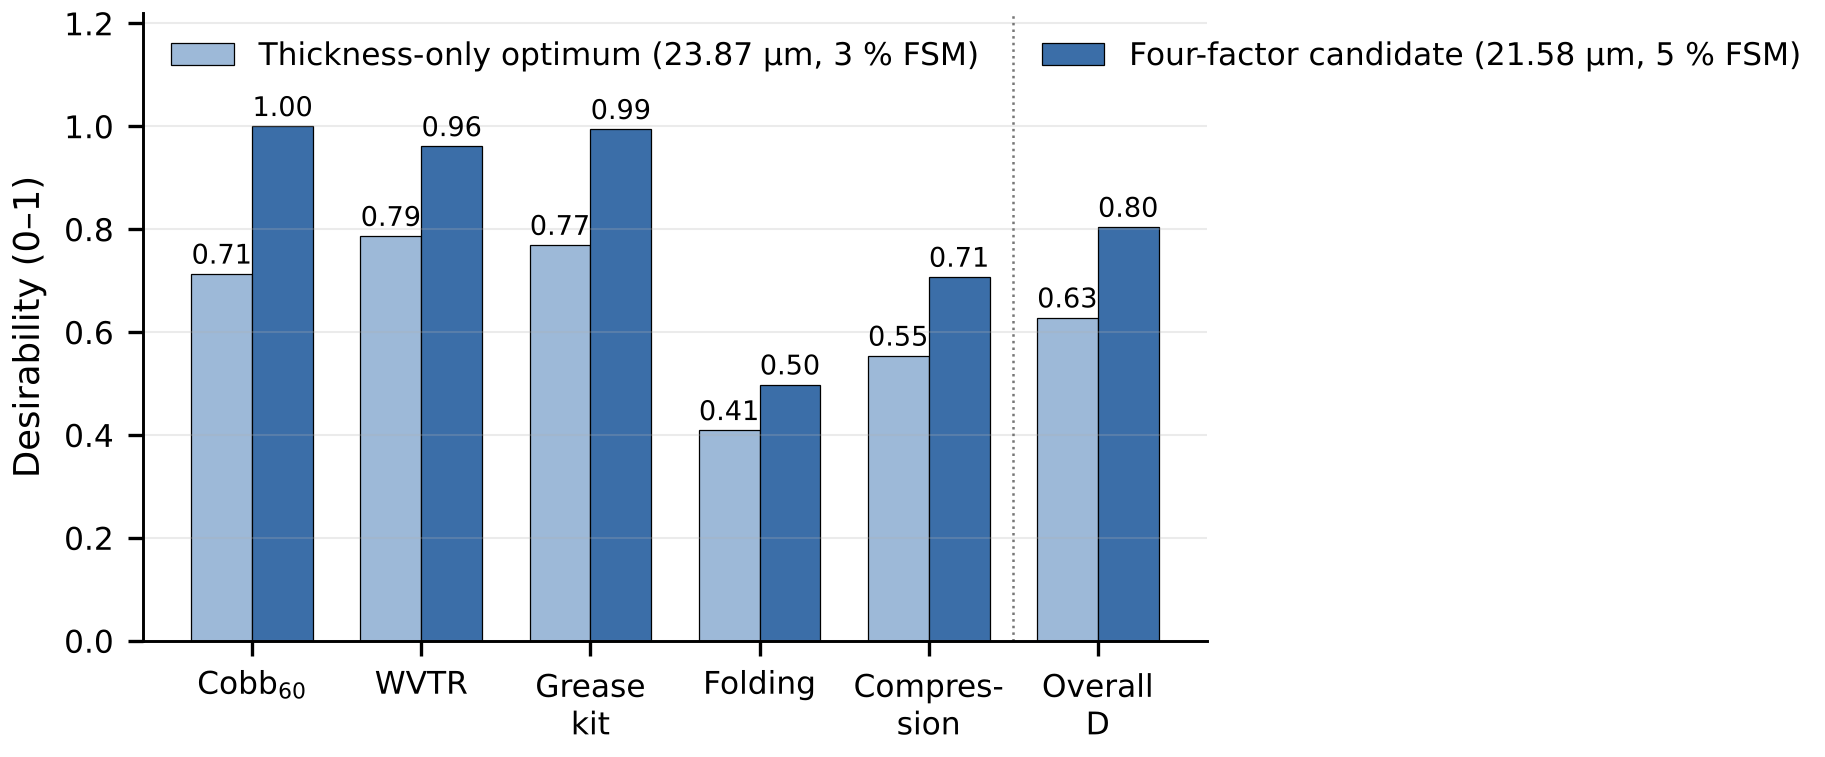 Thickness-only optimum (23.87 µm, 3 % FSM) Four-factor candidate (21.58 µm, 5 % FSM)
Desirability (0–1)
1.2
1.0
0.8
0.6
0.4
0.2
0.0
0.71 1.00 0.79 0.96 0.77 0.99 0.41 0.50 0.55 0.71 0.63 0.80
Cobb₆₀ WVTR Grease Folding Compres- Overall
kit sion D